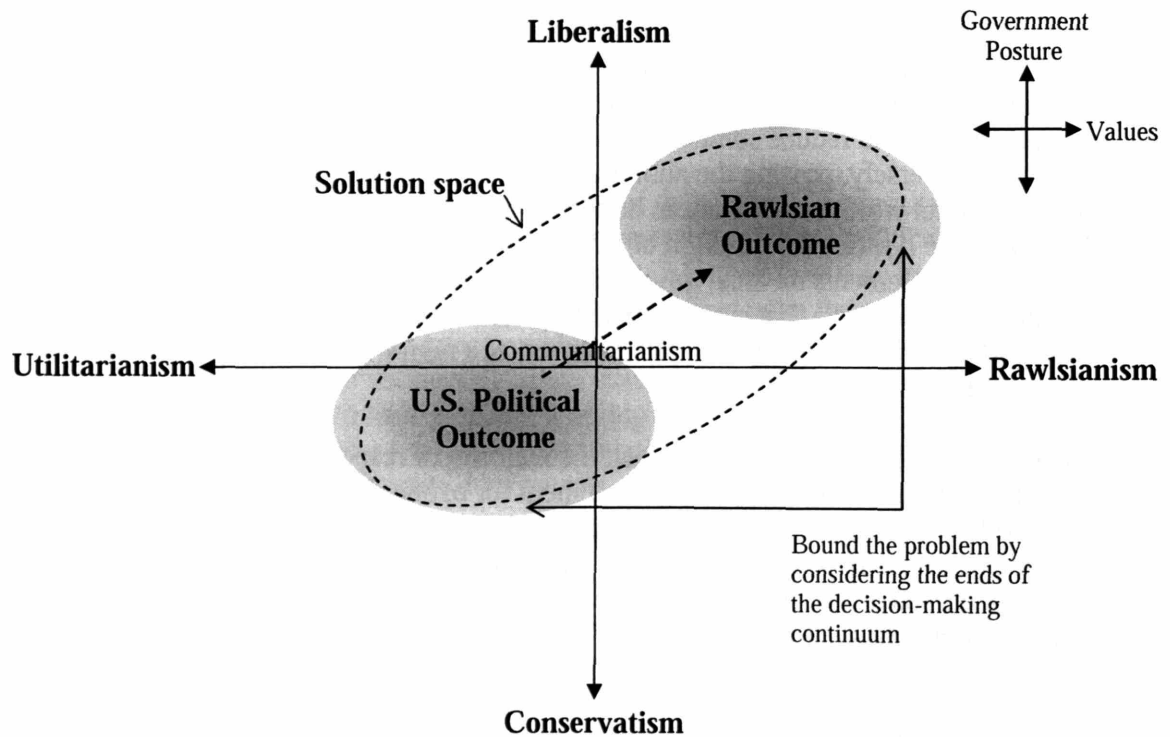 Liberalism
Government
Posture
Values
Solution space
Rawlsian
Outcome
Utilitarianism
Communitarianism
Rawlsianism
U.S. Political
Outcome
Bound the problem by
considering the ends of
the decision-making
continuum
Conservatism